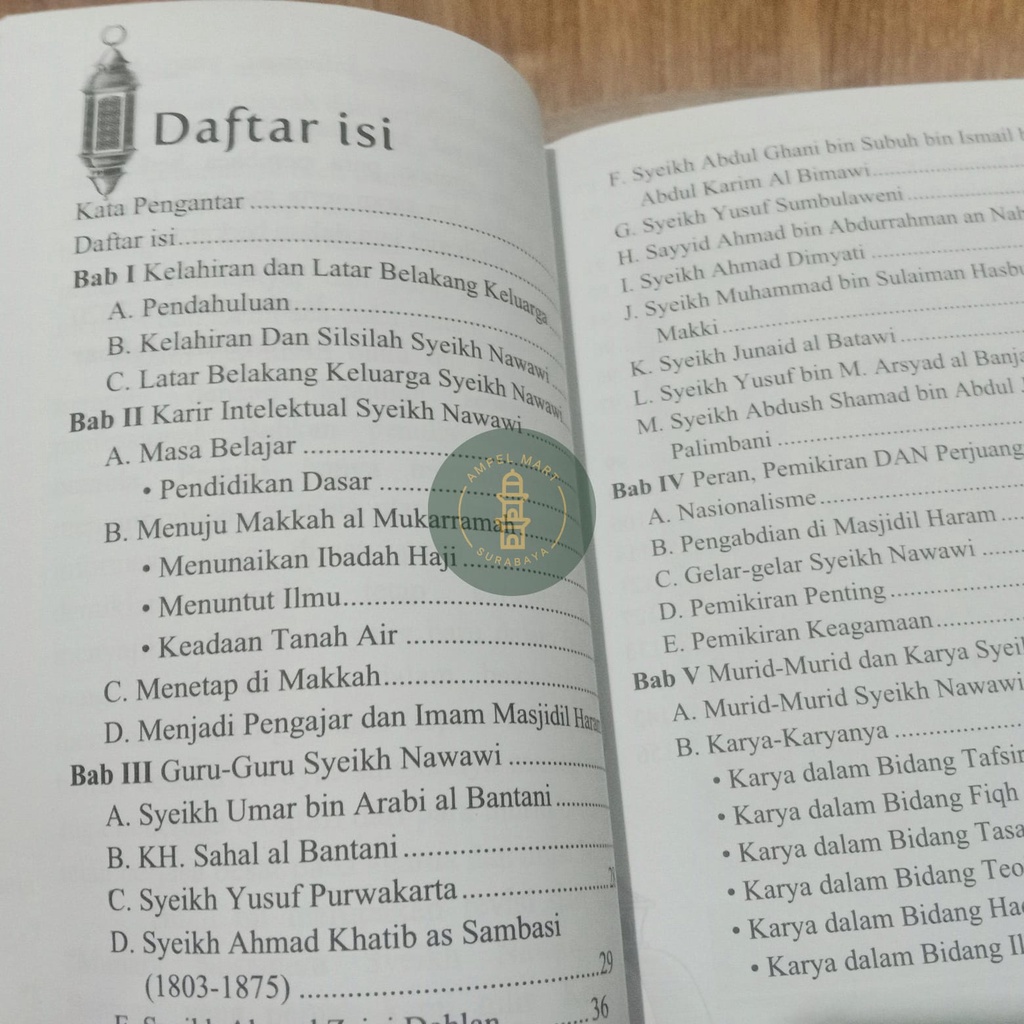 Daftar isi
Kata Pengantar
Daftar isi
Bab I Kelahiran dan Latar Belakang Keluarga
A. Pendahuluan
B. Kelahiran Dan Silsilah Syeikh Nawawi
C. Latar Belakang Keluarga Syeikh Nawawi
Bab II Karir Intelektual Syeikh Nawawi
A. Masa Belajar
• Pendidikan Dasar
B. Menuju Makkah al Mukarramah
• Menunaikan Ibadah Haji
• Menuntut Ilmu
• Keadaan Tanah Air
C. Menetap di Makkah
D. Menjadi Pengajar dan Imam Masjidil Haram
Bab III Guru-Guru Syeikh Nawawi
A. Syeikh Umar bin Arabi al Bantani
B. KH. Sahal al Bantani
C. Syeikh Yusuf Purwakarta
D. Syeikh Ahmad Khatib as Sambasi
(1803-1875) 29
36
F. Syeikh Abdul Ghani bin Subuh bin Ismail
Abdul Karim Al Bimawi
G. Syeikh Yusuf Sumbulaweni
H. Sayyid Ahmad bin Abdurrahman an
I. Syeikh Ahmad Dimyati
J. Syeikh Muhammad bin Sulaiman
Makki
K. Syeikh Junaid al Batawi
L. Syeikh Yusuf bin M. Arsyad al
M. Syeikh Abdush Shamad bin Abdul
Palimbani
Bab IV Peran, Pemikiran DAN Perjuang
A. Nasionalisme
B. Pengabdian di Masjidil Haram
C. Gelar-gelar Syeikh Nawawi
D. Pemikiran Penting
E. Pemikiran Keagamaan
Bab V Murid-Murid dan Karya
A. Murid-Murid Syeikh Nawawi
B. Karya-Karyanya
• Karya dalam Bidang Tafsir
• Karya dalam Bidang Fiqh
• Karya dalam Bidang
• Karya dalam Bidang
• Karya dalam Bidang
• Karya dalam Bidang
AMPEL MART
SURABAYA